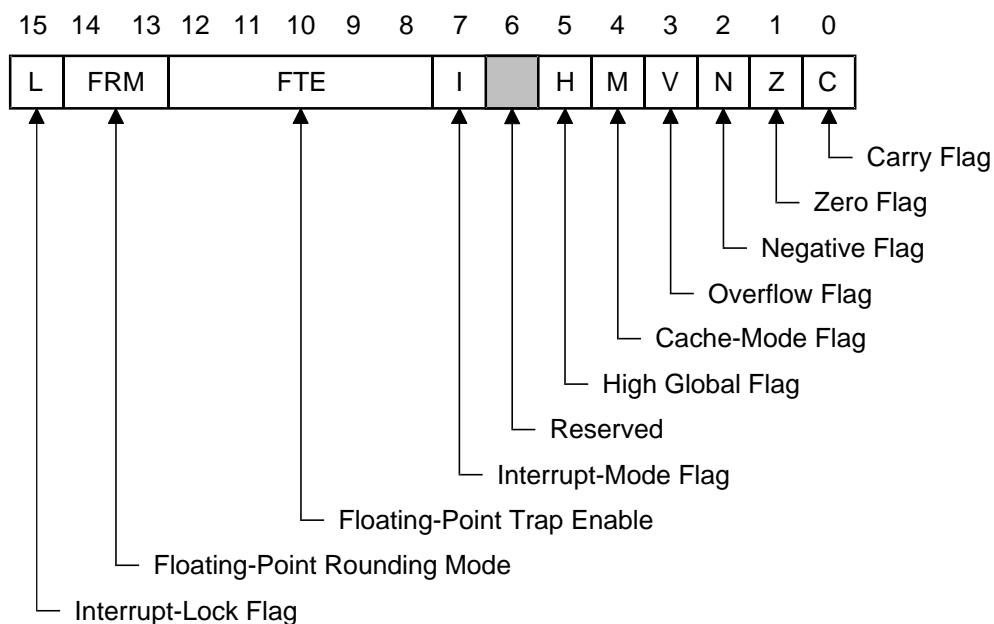 15 14 13 12 11 10 9 8 7 6 5 4 3 2 1 0
L FRM FTE I H M V N Z C
Carry Flag
Zero Flag
Negative Flag
Overflow Flag
Cache-Mode Flag
High Global Flag
Reserved
Interrupt-Mode Flag
Floating-Point Trap Enable
Floating-Point Rounding Mode
Interrupt-Lock Flag